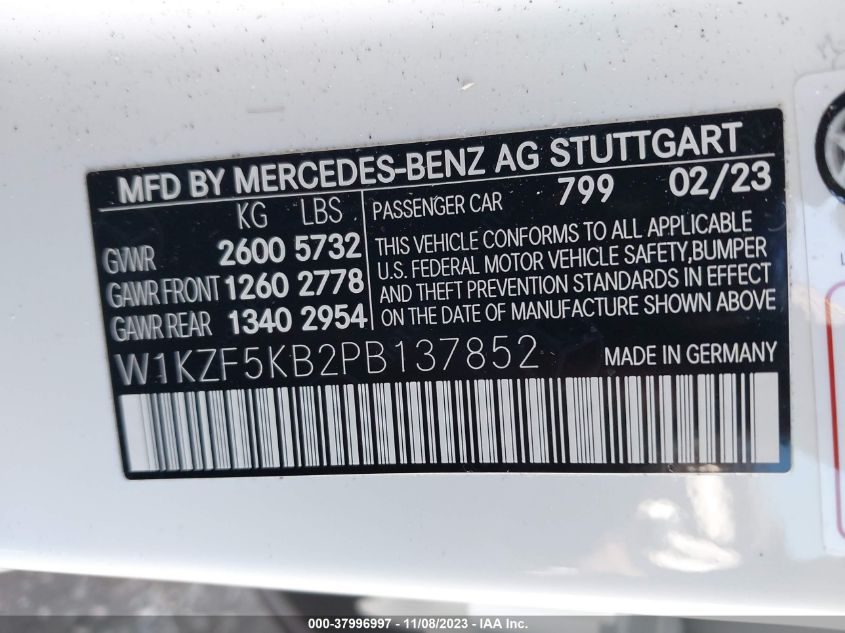 MFD BY MERCEDES-BENZ AG STUTTGART
KG LBS
GVWR 2600 5732
GAWR FRONT 1260 2778
GAWR REAR 1340 2954
PASSENGER CAR 799 02/23
THIS VEHICLE CONFORMS TO ALL APPLICABLE
U.S. FEDERAL MOTOR VEHICLE SAFETY,BUMPER
AND THEFT PREVENTION STANDARDS IN EFFECT
ON THE DATE OF MANUFACTURE SHOWN ABOVE
W1KZF5KB2PB137852 MADE IN GERMANY
000-37996997 - 11/08/2023 - © IAA Inc.